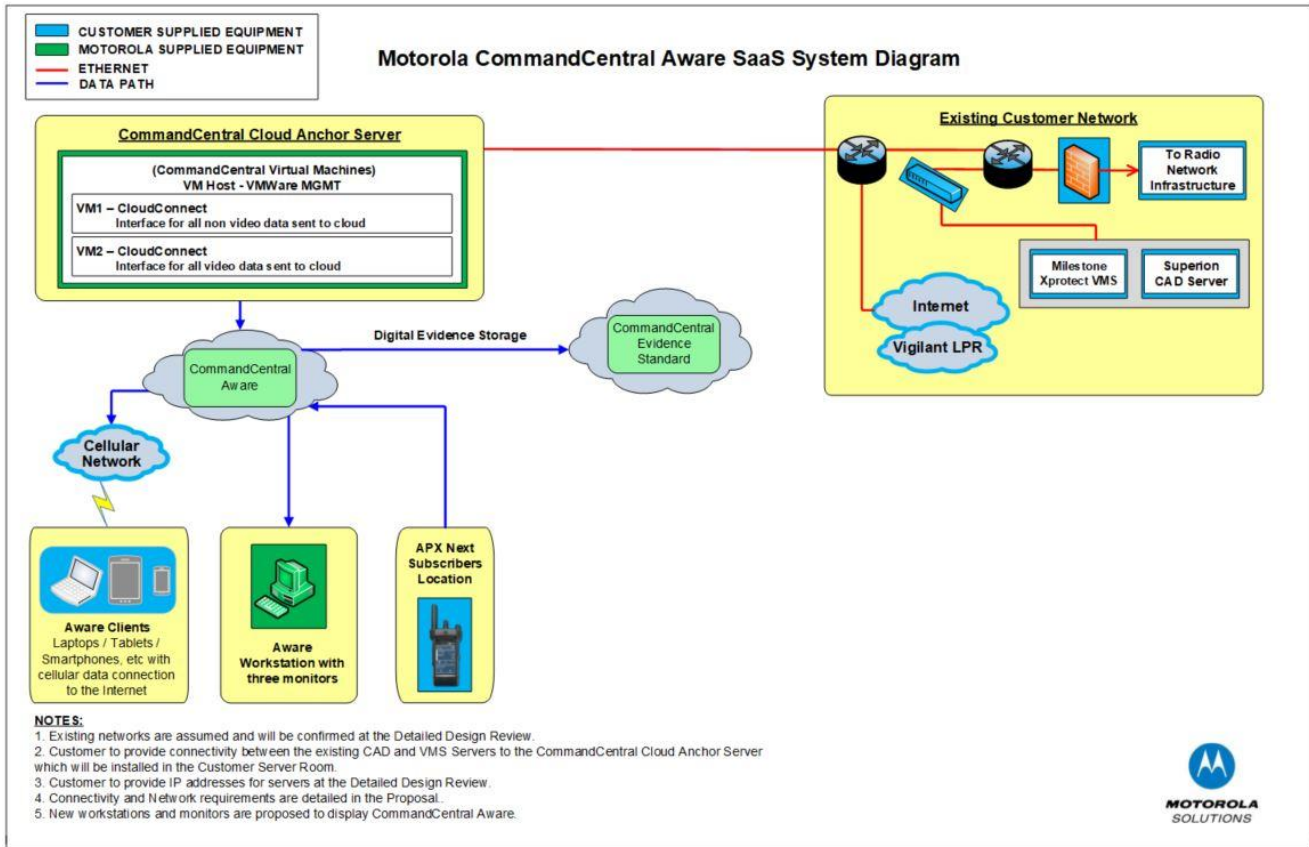 CUSTOMER SUPPLIED EQUIPMENT
MOTOROLA SUPPLIED EQUIPMENT
ETHERNET
DATA PATH
Motorola CommandCentral Aware SaaS System Diagram
CommandCentral Cloud Anchor Server
(CommandCentral Virtual Machines)
VM Host - VMWare MGMT
VM1 – CloudConnect
Interface for all non video data sent to cloud
VM2 – CloudConnect
Interface for all video data sent to cloud
Existing Customer Network
To Radio
Network
Infrastructure
Milestone
Xprotect VMS
Superion
CAD Server
Internet
Vigilant LPR
Digital Evidence Storage
CommandCentral
Evidence
Standard
CommandCentral
Aware
Cellular
Network
Aware Clients
Laptops / Tablets /
Smartphones, etc with
cellular data connection
to the Internet
Aware
Workstation with
three monitors
APX Next
Subscribers
Location
NOTES:
1. Existing networks are assumed and will be confirmed at the Detailed Design Review.
2. Customer to provide connectivity between the existing CAD and VMS Servers to the CommandCentral Cloud Anchor Server
which will be installed in the Customer Server Room.
3. Customer to provide IP addresses for servers at the Detailed Design Review.
4. Connectivity and Network requirements are detailed in the Proposal..
5. New workstations and monitors are proposed to display CommandCentral Aware.
MOTOROLA
SOLUTIONS